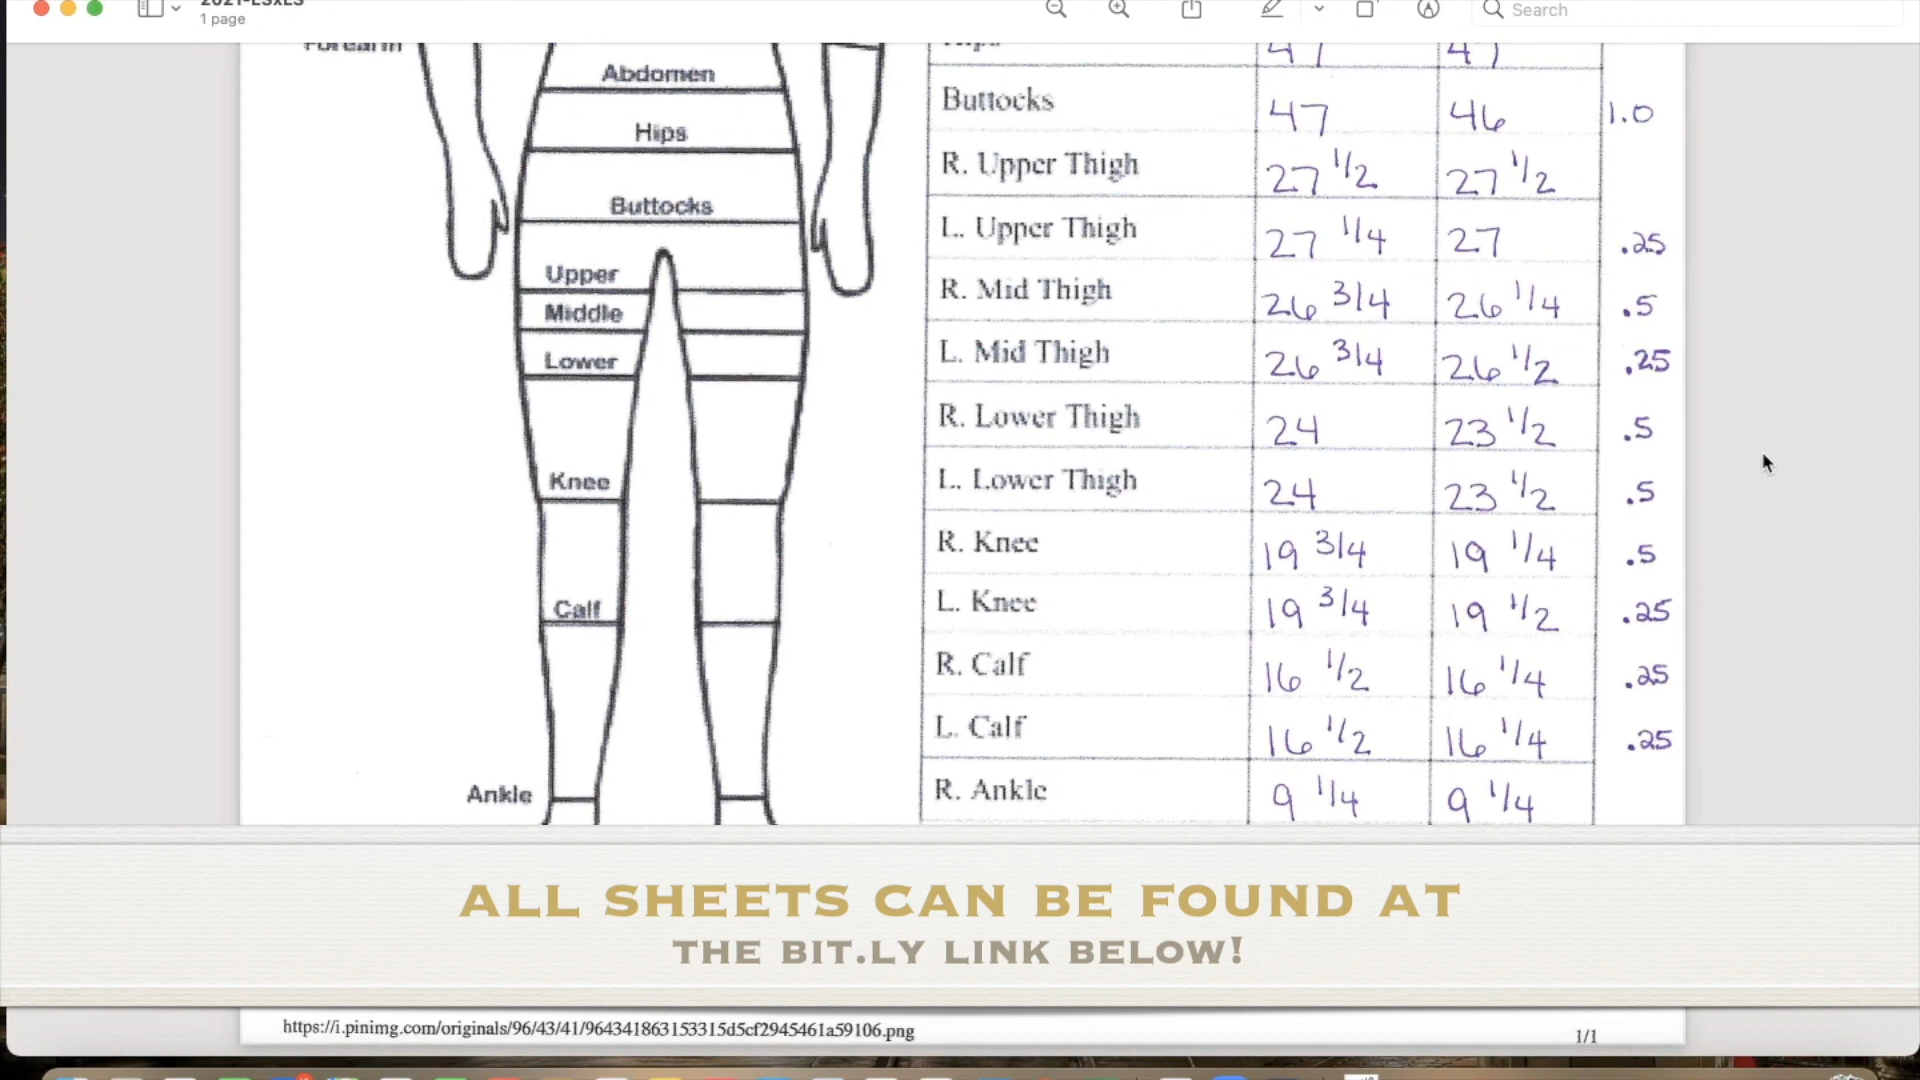 1 page
Search
Forearm
Abdomen
Hips
Buttocks
Upper
Middle
Lower
Knee
Calf
Ankle
47 47
Buttocks 47 46 1.0
R. Upper Thigh 27 1/2 27 1/2
L. Upper Thigh 27 1/4 27 .25
R. Mid Thigh 26 3/4 26 1/4 .5
L. Mid Thigh 26 3/4 26 1/2 .25
R. Lower Thigh 24 23 1/2 .5
L. Lower Thigh 24 23 1/2 .5
R. Knee 19 3/4 19 1/4 .5
L. Knee 19 3/4 19 1/2 .25
R. Calf 16 1/2 16 1/4 .25
L. Calf 16 1/2 16 1/4 .25
R. Ankle 9 1/4 9 1/4
ALL SHEETS CAN BE FOUND AT
THE BIT.LY LINK BELOW!
https://i.pinimg.com/originals/96/43/41/964341863153315d5cf2945461a59106.png
1/1